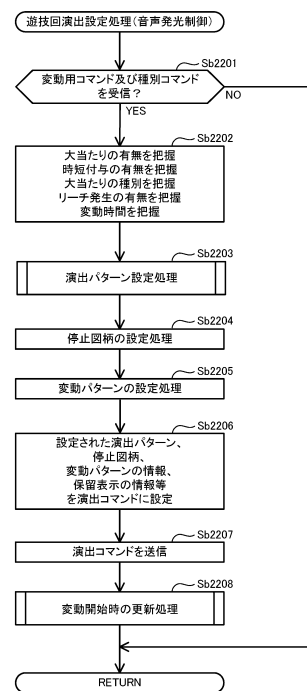 遊技回演出設定処理(音声発光制御)
Sb2201
変動用コマンド及び種別コマンド
を受信?
NO
YES
Sb2202
大当たりの有無を把握
時短付与の有無を把握
大当たりの種別を把握
リーチ発生の有無を把握
変動時間を把握
Sb2203
演出パターン設定処理
Sb2204
停止図柄の設定処理
Sb2205
変動パターンの設定処理
Sb2206
設定された演出パターン、
停止図柄、
変動パターンの情報、
保留表示の情報等
を演出コマンドに設定
Sb2207
演出コマンドを送信
Sb2208
変動開始時の更新処理
RETURN